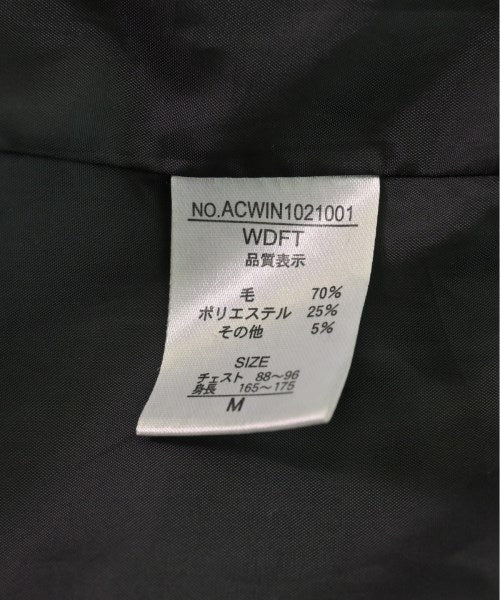 NO.ACWIN1021001
WDFT
品質表示
毛 70%
ポリエステル 25%
その他 5%
SIZE
チェスト 88～96
身長 165～175
M